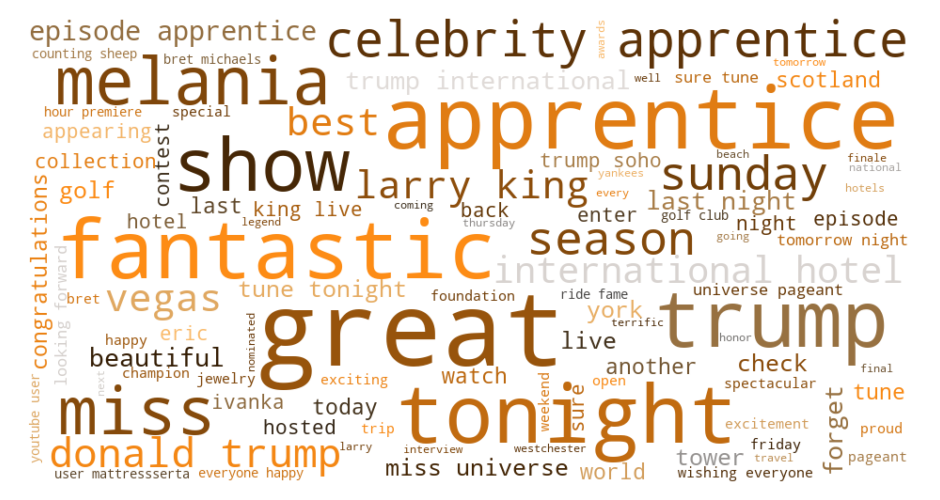 episode apprentice
celebrity apprentice
awards
counting sheep
bret michaels
tomorrow
melania
trump international
well
sure tune
scotland
hour premiere
special
best
apprentice
appearing
contest
show
collection
trump soho
beach
finale
national
larry king
sunday
yankees
every
golf
hotels
last
king live
coming
back
last night
congratulations
hotel
legend
thursday
enter
golf club
night
episode
fantastic
season
going
tomorrow night
looking forward
international hotel
tune tonight
universe pageant
bret
vegas
foundation
ride fame
great
york
trump
eric
terrific
happy
nominated
live
honor
beautiful
another
check
final
champion
jewelry
exciting
watch
open
spectacular
next
youtube user
miss
ivanka
tonight
weekend
sure
tune
today
forget
hosted
trip
excitement
proud
donald trump
larry
interview
westchester
friday
tower
travel
pageant
user mattressserta
everyone happy
miss universe
world
wishing everyone